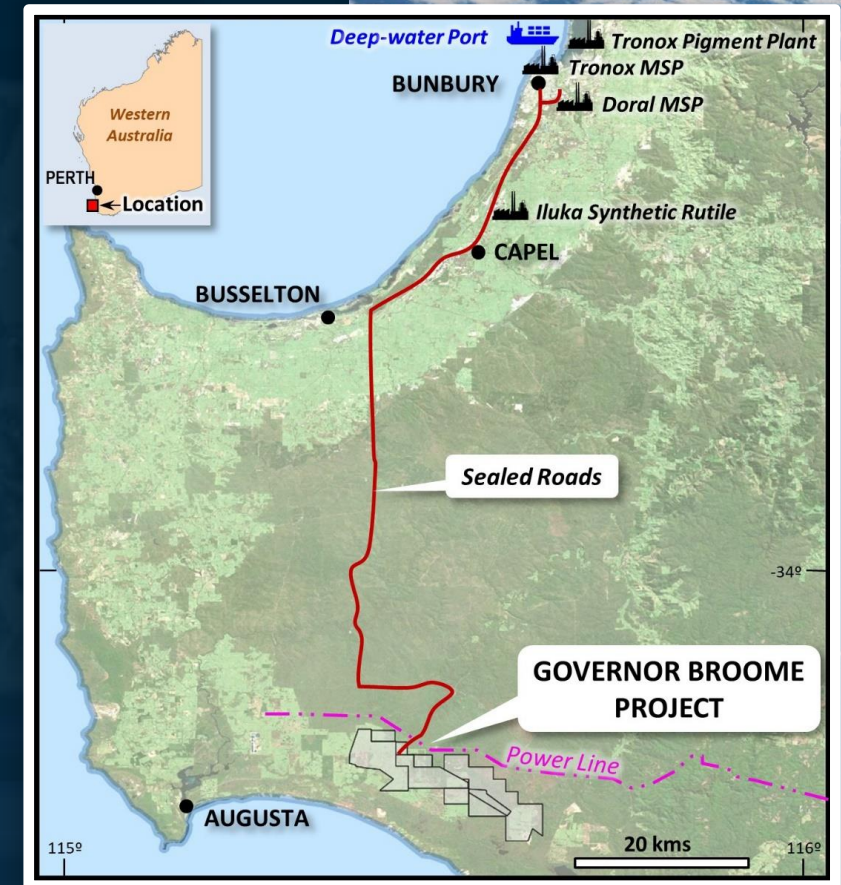 Deep-water Port
Tronox Pigment Plant
Tronox MSP
BUNBURY
Doral MSP
Western
Australia
PERTH
Location
Iluka Synthetic Rutile
CAPEL
BUSSELTON
Sealed Roads
-34º
GOVERNOR BROOME
PROJECT
Power Line
AUGUSTA
20 kms
115º
116º